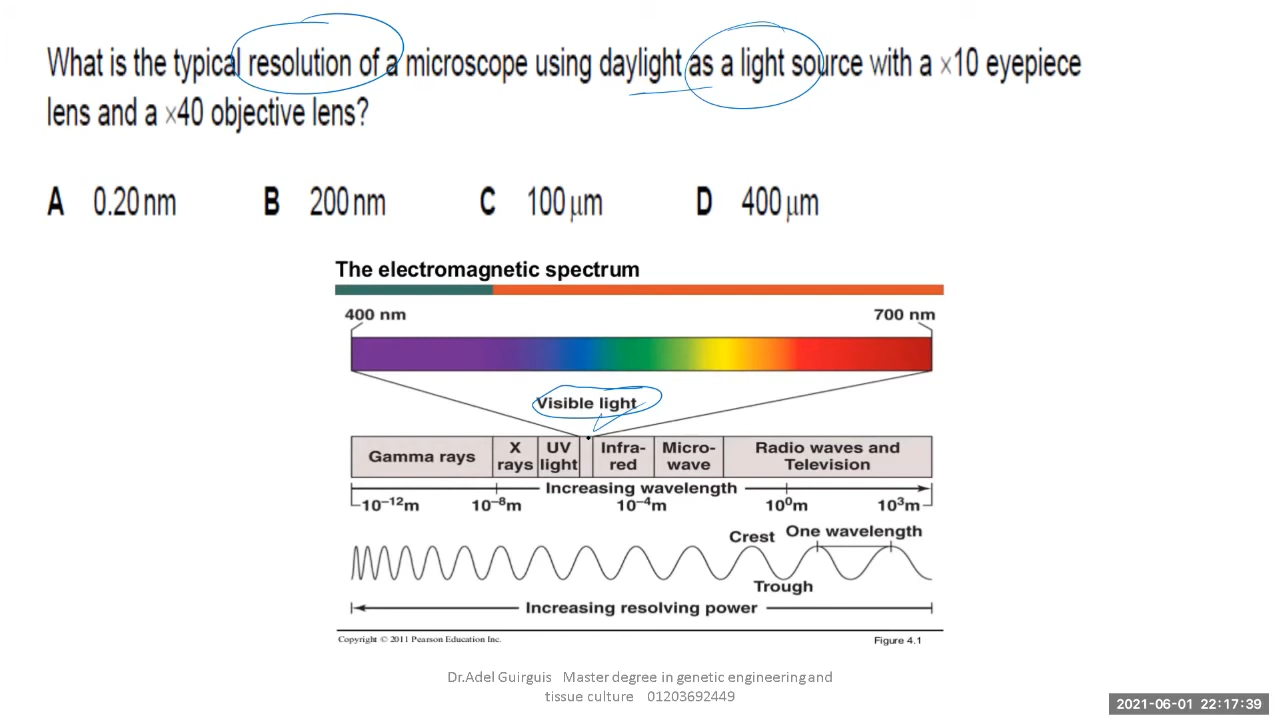 What is the typical resolution of a microscope using daylight as a light source with a ×10 eyepiece
lens and a ×40 objective lens?
A 0.20 nm B 200 nm C 100 μm D 400 μm
The electromagnetic spectrum
400 nm 700 nm
Visible light
Gamma rays
X
rays
UV
light
Infra-
red
Micro-
wave
Radio waves and
Television
Increasing wavelength
10⁻¹²m 10⁻⁸m 10⁻⁴m 10⁰m 10³m
Crest One wavelength
Trough
Increasing resolving power
Copyright © 2011 Pearson Education Inc. Figure 4.1
Dr.Adel Guirguis Master degree in genetic engineering and
tissue culture 01203692449
2021-06-01 22:17:39